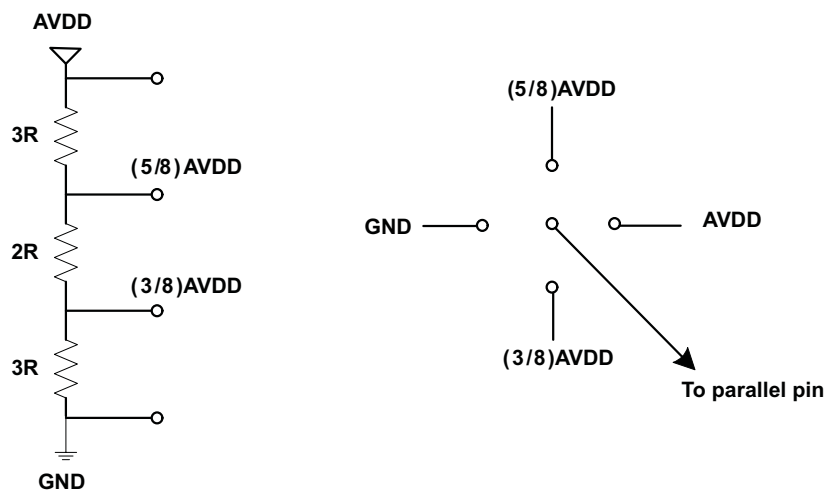 AVDD
3R
(5/8)AVDD
2R
(3/8)AVDD
3R
GND
(5/8)AVDD
GND
AVDD
(3/8)AVDD
To parallel pin